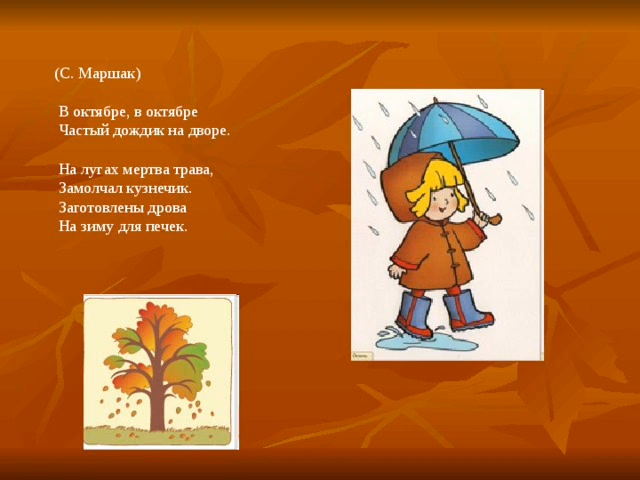 (С. Маршак)
В октябре, в октябре
Частый дождик на дворе.
На лугах мертва трава,
Замолчал кузнечик.
Заготовлены дрова
На зиму для печек.